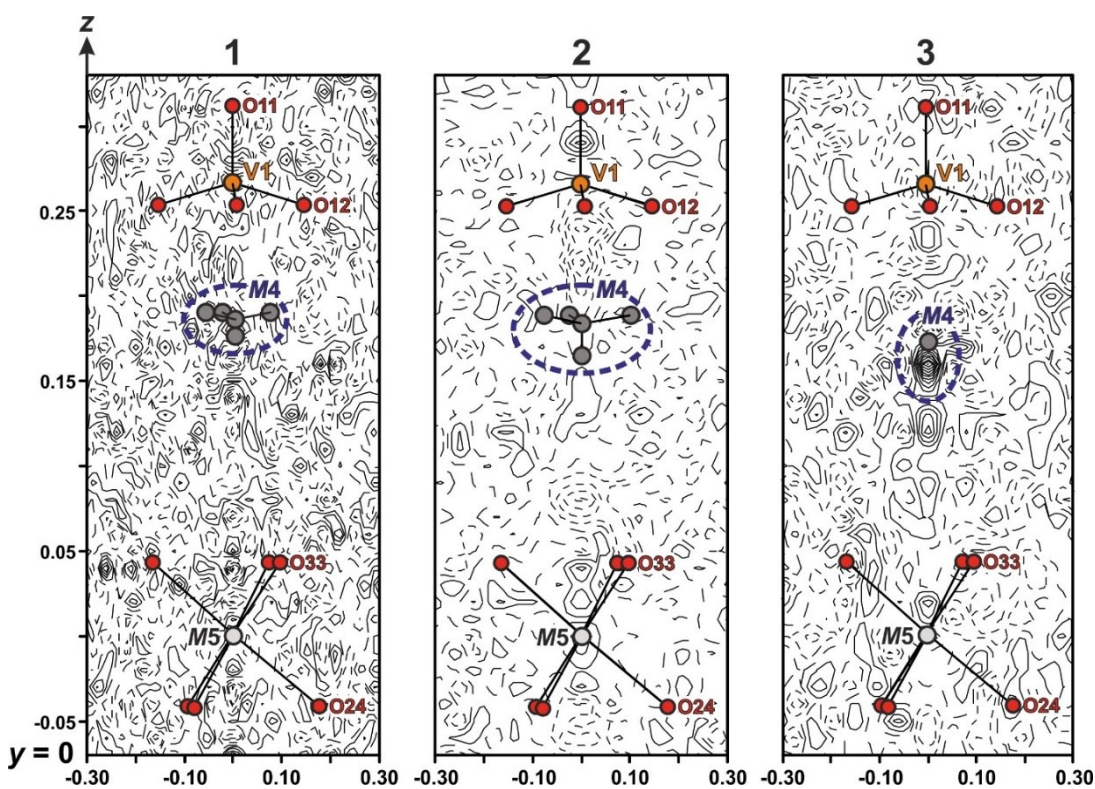 z
1 2 3
O11 O11 O11
V1 V1 V1
0.25 O12 O12 O12
M4 M4 M4
0.15
0.05 O33 O33 O33
M5 M5 M5
-0.05 O24 O24 O24
y = 0
-0.30 -0.10 0.10 0.30 -0.30 -0.10 0.10 0.30 -0.30 -0.10 0.10 0.30